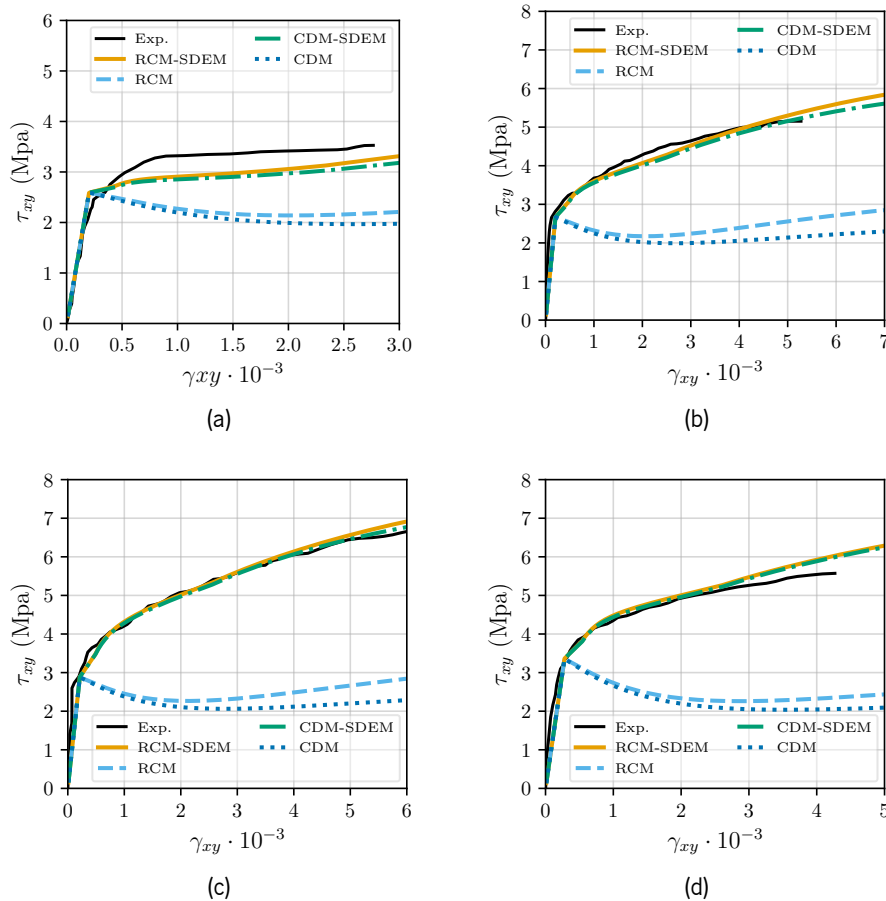 6
5
4
3
2
1
0
τxy (Mpa)
Exp.
RCM-SDEM
RCM
CDM-SDEM
CDM
0.0 0.5 1.0 1.5 2.0 2.5 3.0
γxy · 10−3
(a)
8
7
6
5
4
3
2
1
0
τxy (Mpa)
Exp.
RCM-SDEM
RCM
CDM-SDEM
CDM
0 1 2 3 4 5 6 7
γxy · 10−3
(b)
8
7
6
5
4
3
2
1
0
τxy (Mpa)
Exp.
RCM-SDEM
RCM
CDM-SDEM
CDM
0 1 2 3 4 5 6
γxy · 10−3
(c)
8
7
6
5
4
3
2
1
0
τxy (Mpa)
Exp.
RCM-SDEM
RCM
CDM-SDEM
CDM
0 1 2 3 4 5
γxy · 10−3
(d)